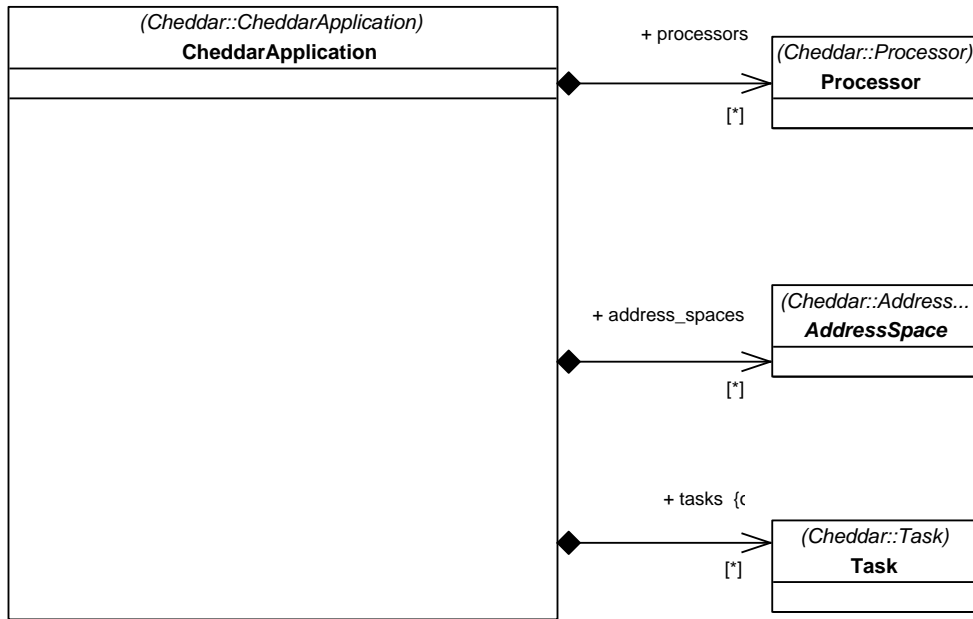 (Cheddar::CheddarApplication)
CheddarApplication
+ processors
[*]
(Cheddar::Processor)
Processor
+ address_spaces
[*]
(Cheddar::Address...
AddressSpace
+ tasks {
[*]
(Cheddar::Task)
Task